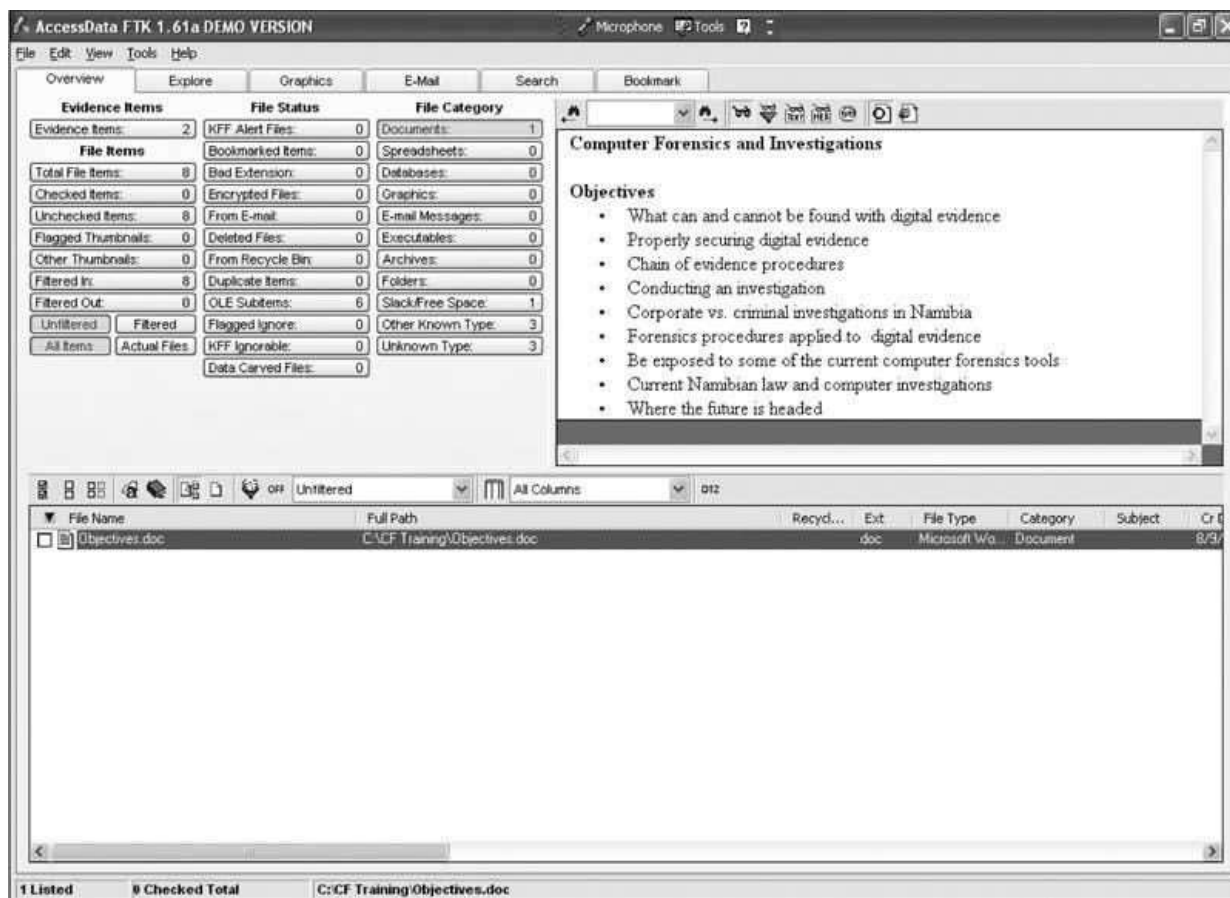 AccessData FTK 1.61a DEMO VERSION
Microphone Tools
File Edit View Tools Help
Overview Explore Graphics E-Mail Search Bookmark
Evidence Items
Evidence Items: 2
File Items
Total File Items: 8
Checked Items: 0
Unchecked Items: 8
Flagged Thumbnails: 0
Other Thumbnails: 0
Filtered In: 8
Filtered Out: 0
Unfiltered Filtered
All Items Actual Files
File Status
KFF Alert Files: 0
Bookmarked Items: 0
Bad Extension: 0
Encrypted Files: 0
From E-mail: 0
Deleted Files: 0
From Recycle Bin: 0
Duplicate Items: 0
OLE Subitems: 6
Flagged Ignore: 0
KFF Ignorable: 0
Data Carved Files: 0
File Category
Documents: 1
Spreadsheets: 0
Databases: 0
Graphics: 0
E-mail Messages: 0
Executables: 0
Archives: 0
Folders: 0
Slack/Free Space: 1
Other Known Type: 3
Unknown Type: 3
Computer Forensics and Investigations
Objectives
• What can and cannot be found with digital evidence
• Properly securing digital evidence
• Chain of evidence procedures
• Conducting an investigation
• Corporate vs. criminal investigations in Namibia
• Forensics procedures applied to digital evidence
• Be exposed to some of the current computer forensics tools
• Current Namibian law and computer investigations
• Where the future is headed
OFF Unfiltered All Columns
File Name Full Path Recycl... Ext File Type Category Subject Cr D
Objectives.doc C:\CF Training\Objectives.doc doc Microsoft Wo... Document 8/9/
1 Listed 0 Checked Total C:\CF Training\Objectives.doc